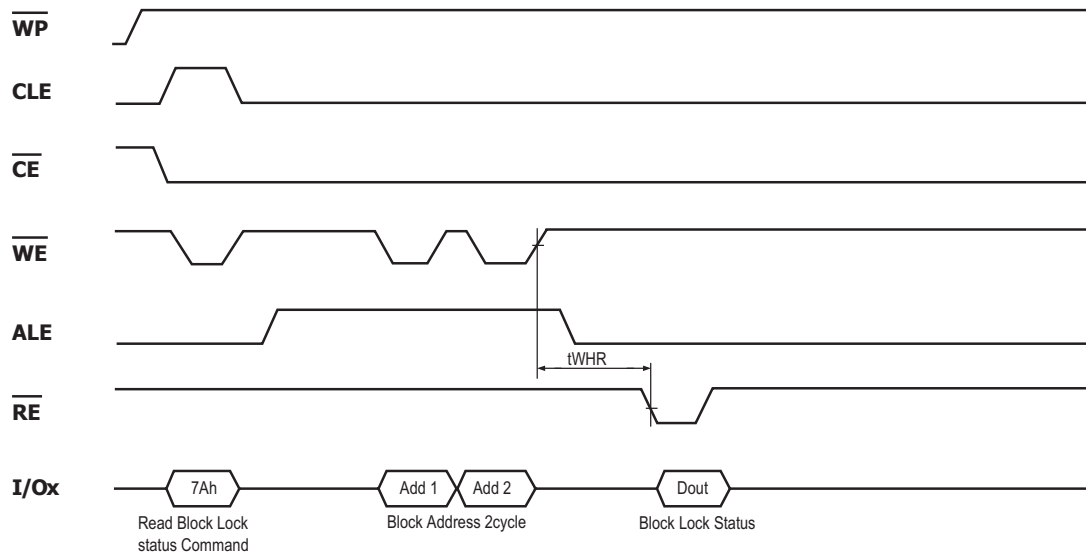 WP
CLE
CE
WE
ALE
tWHR
RE
I/Ox
7Ah
Add 1
Add 2
Dout
Read Block Lock
status Command
Block Address 2cycle
Block Lock Status